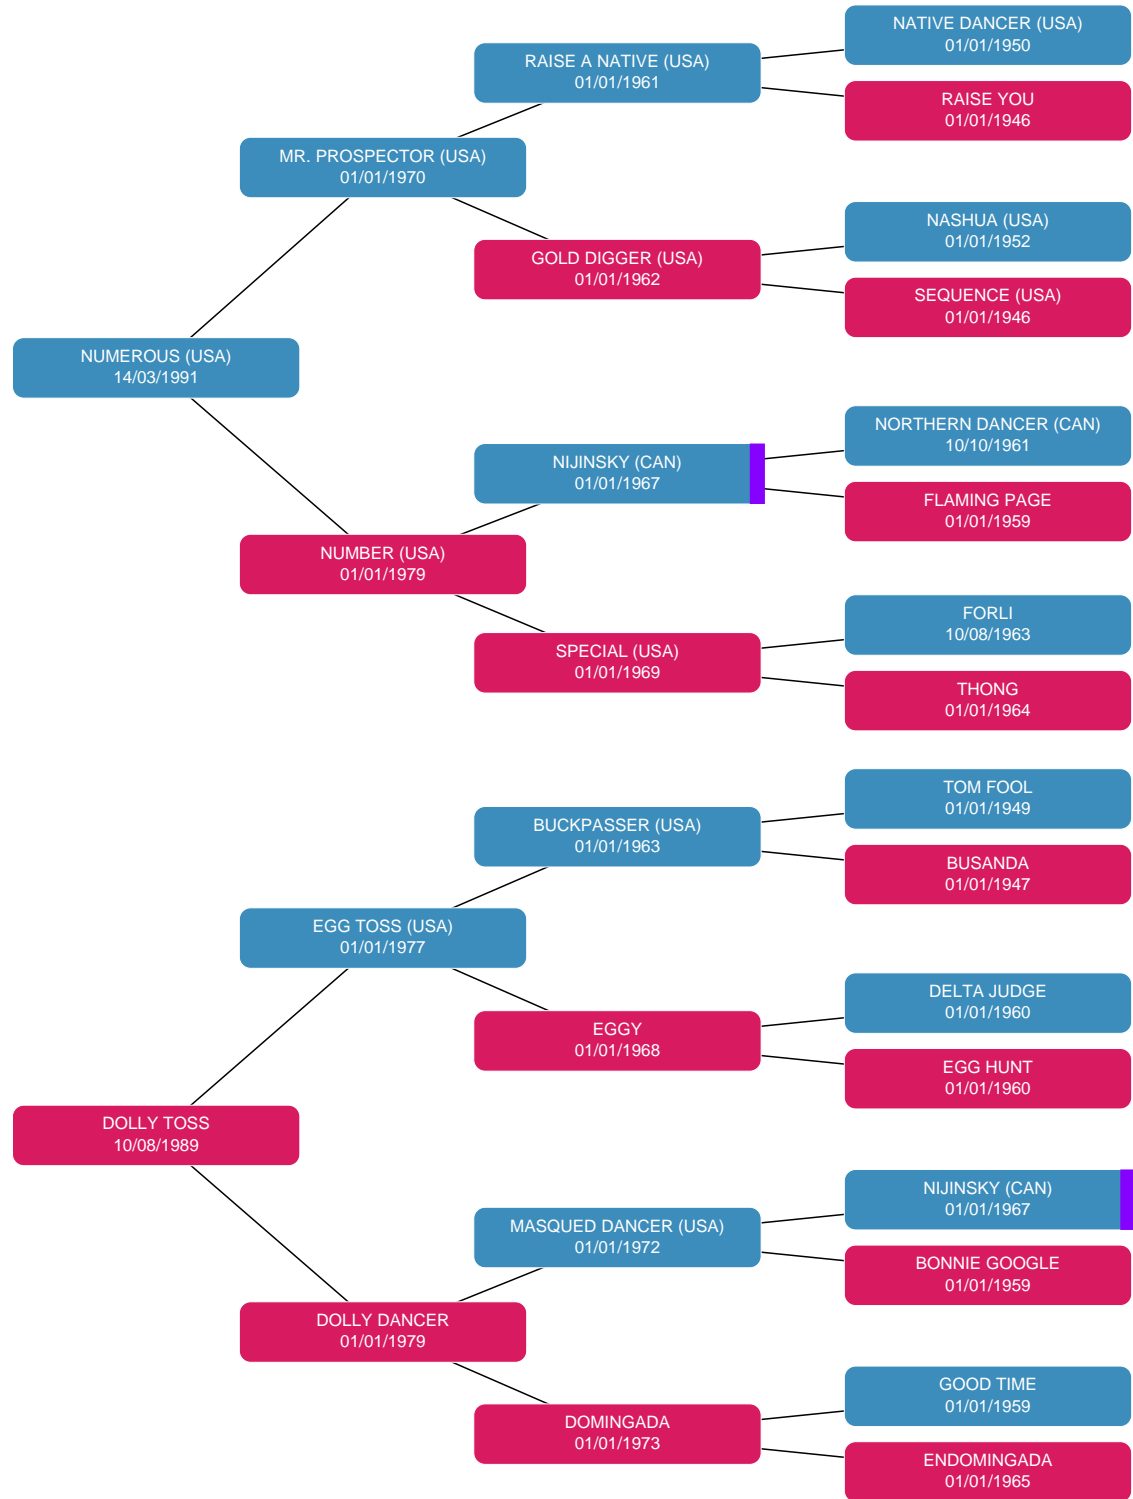 NATIVE DANCER (USA)
01/01/1950
RAISE A NATIVE (USA)
01/01/1961
RAISE YOU
01/01/1946
MR. PROSPECTOR (USA)
01/01/1970
NASHUA (USA)
01/01/1952
GOLD DIGGER (USA)
01/01/1962
SEQUENCE (USA)
01/01/1946
NUMEROUS (USA)
14/03/1991
NORTHERN DANCER (CAN)
10/10/1961
NIJINSKY (CAN)
01/01/1967
FLAMING PAGE
01/01/1959
NUMBER (USA)
01/01/1979
FORLI
10/08/1963
SPECIAL (USA)
01/01/1969
THONG
01/01/1964
TOM FOOL
01/01/1949
BUCKPASSER (USA)
01/01/1963
BUSANDA
01/01/1947
EGG TOSS (USA)
01/01/1977
DELTA JUDGE
01/01/1960
EGGY
01/01/1968
EGG HUNT
01/01/1960
DOLLY TOSS
10/08/1989
NIJINSKY (CAN)
01/01/1967
MASQUED DANCER (USA)
01/01/1972
BONNIE GOOGLE
01/01/1959
DOLLY DANCER
01/01/1979
GOOD TIME
01/01/1959
DOMINGADA
01/01/1973
ENDOMINGADA
01/01/1965